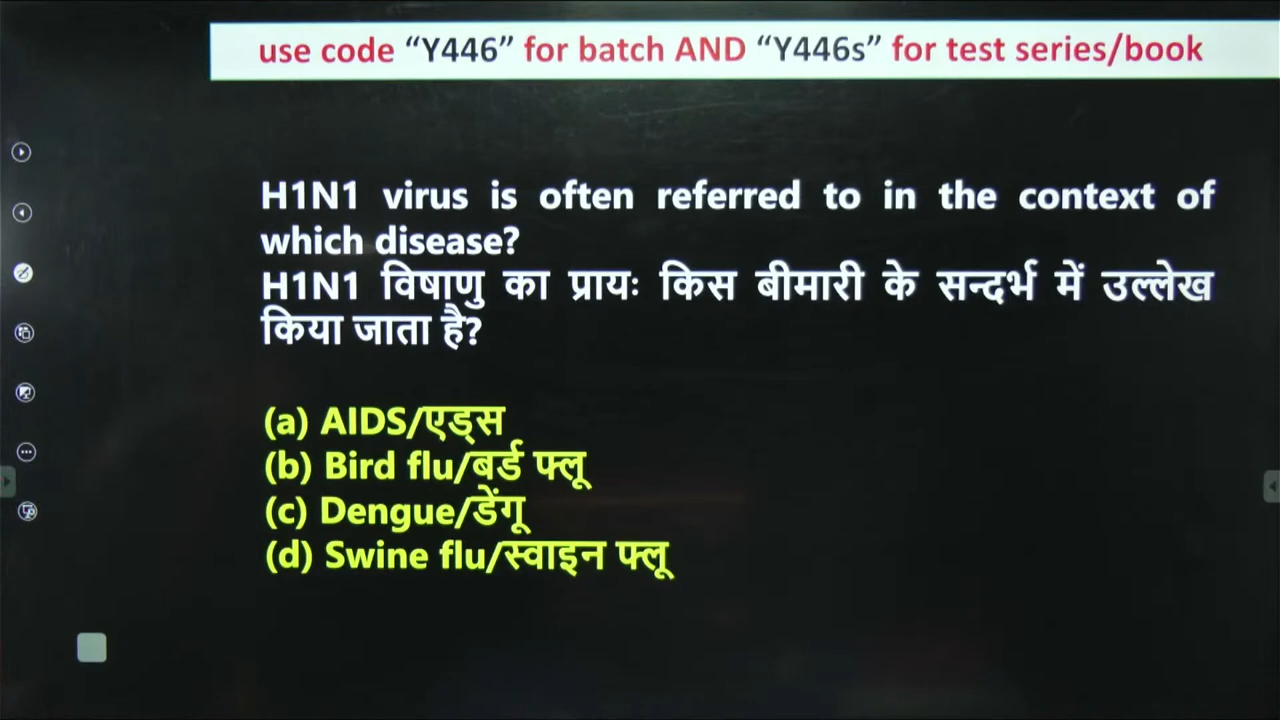 use code “Y446” for batch AND “Y446s” for test series/book
H1N1 virus is often referred to in the context of
which disease?
H1N1 विषाणु का प्रायः किस बीमारी के सन्दर्भ में उल्लेख
किया जाता है?
(a) AIDS/एड्स
(b) Bird flu/बर्ड फ्लू
(c) Dengue/डेंगू
(d) Swine flu/स्वाइन फ्लू